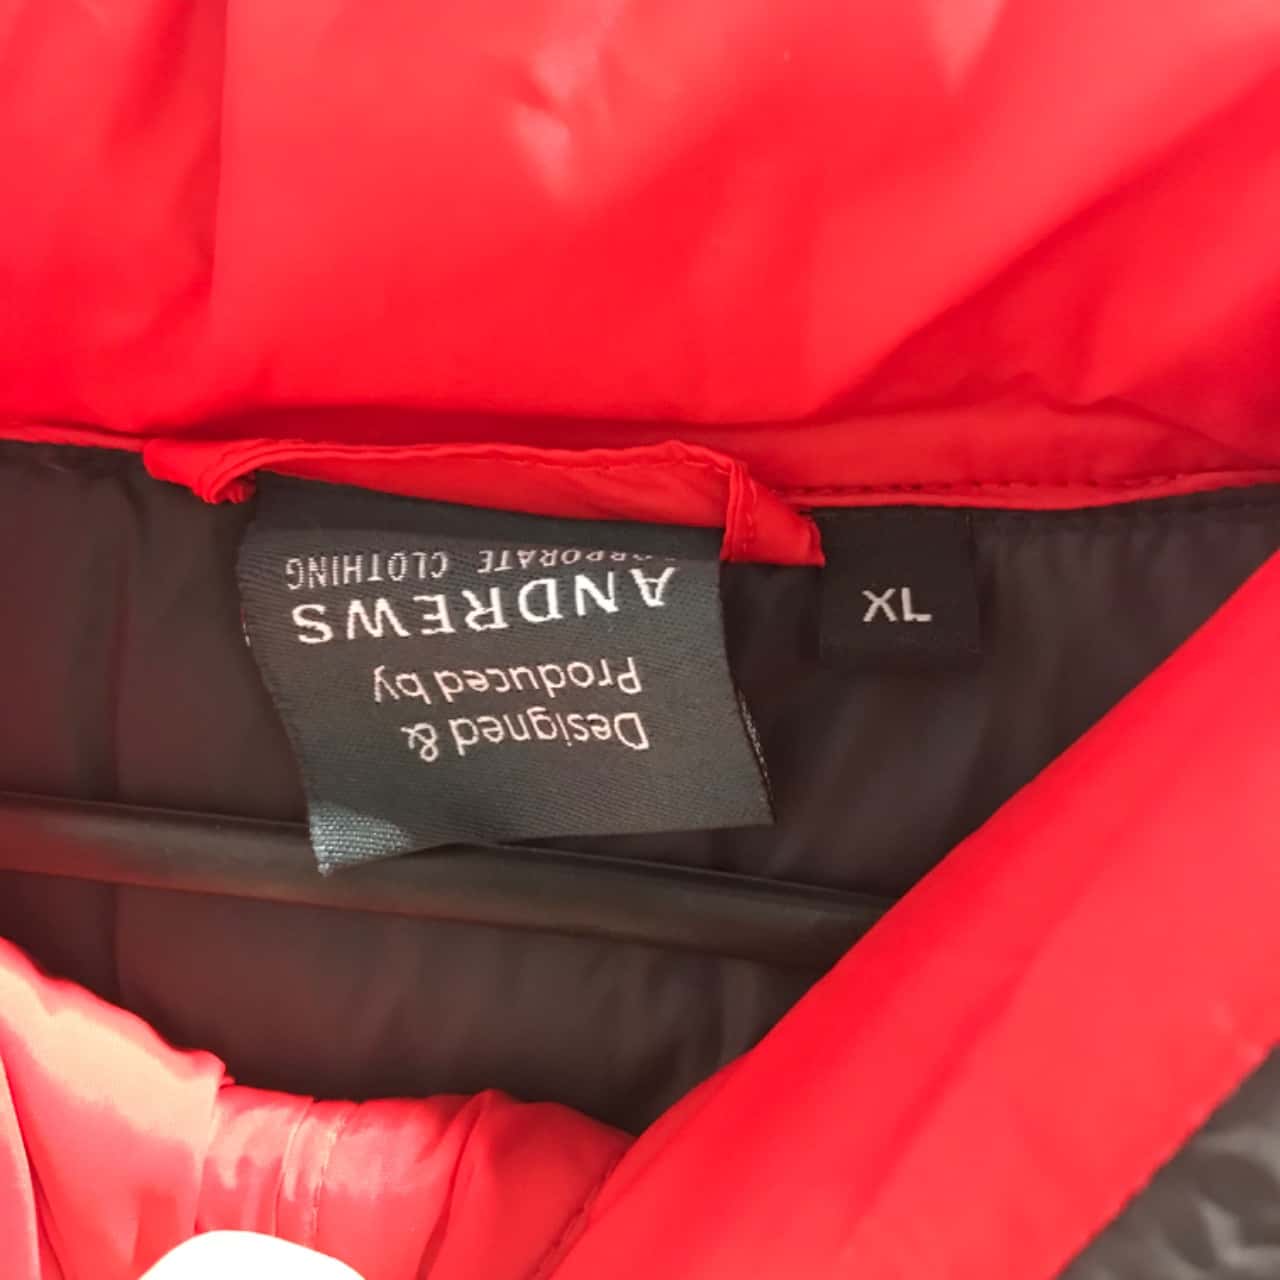 Designed &
Produced by
ANDREWS
CORPORATE CLOTHING
XL